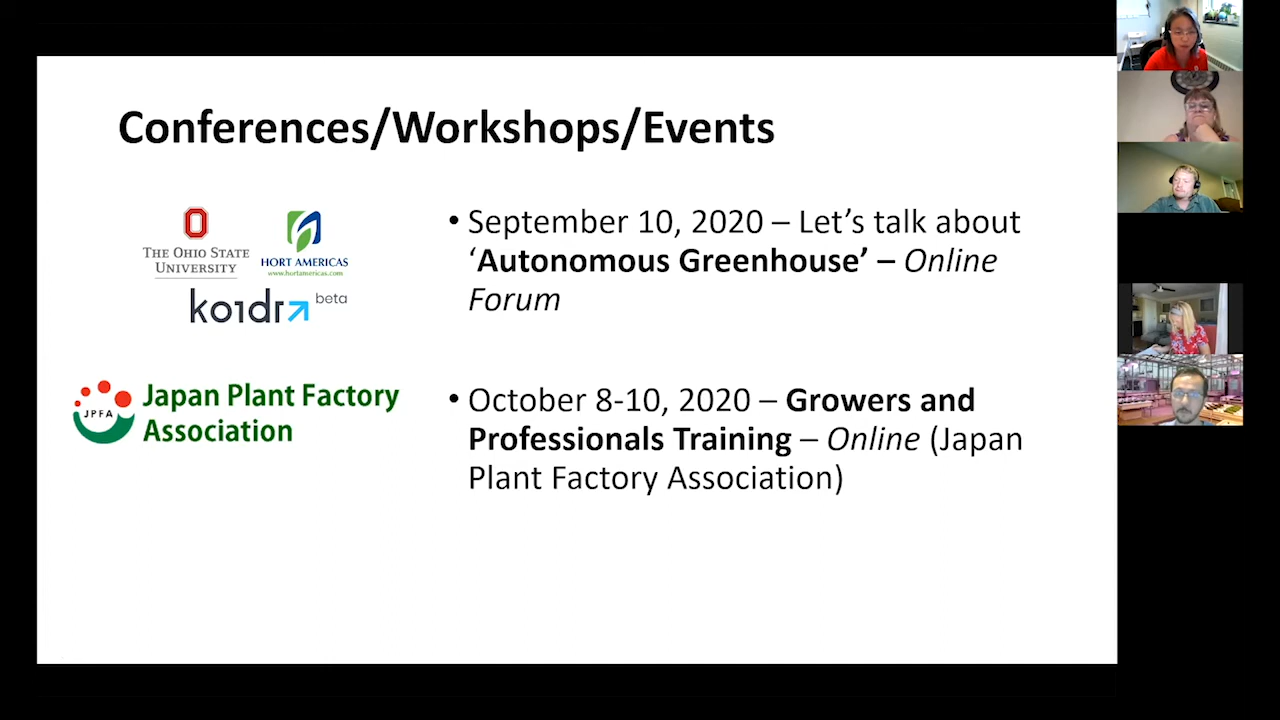 Conferences/Workshops/Events
THE OHIO STATE
UNIVERSITY
HORT AMERICAS
www.hortamericas.com
koidra beta
• September 10, 2020 – Let's talk about
‘Autonomous Greenhouse’ – Online
Forum
JPFA
Japan Plant Factory
Association
• October 8-10, 2020 – Growers and
Professionals Training – Online (Japan
Plant Factory Association)